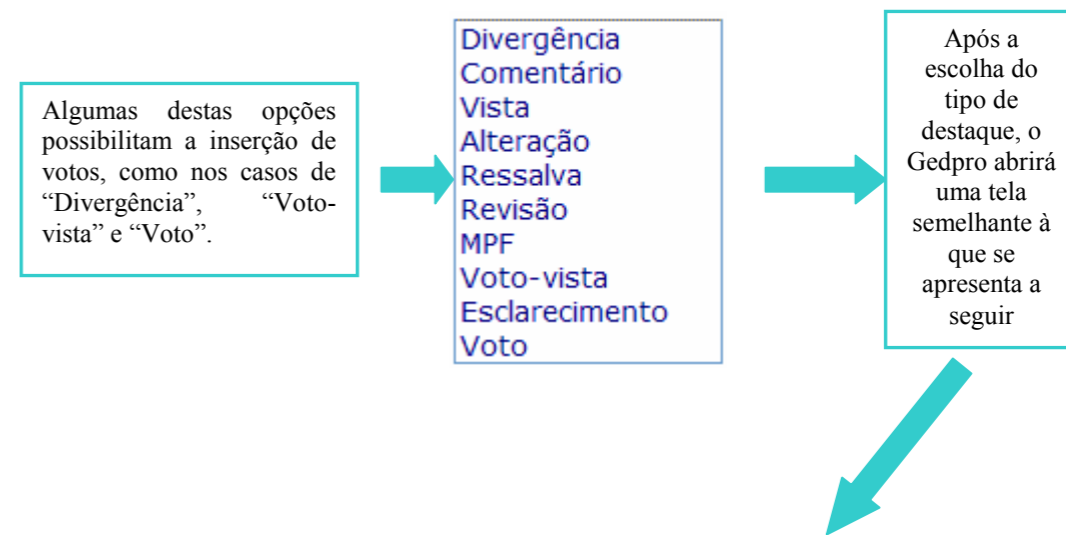 Algumas destas opções
possibilitam a inserção de
votos, como nos casos de
“Divergência”, “Voto-
vista” e “Voto”.
Divergência
Comentário
Vista
Alteração
Ressalva
Revisão
MPF
Voto-vista
Esclarecimento
Voto
Após a
escolha do
tipo de
destaque, o
Gedpro abrirá
uma tela
semelhante à
que se
apresenta a
seguir